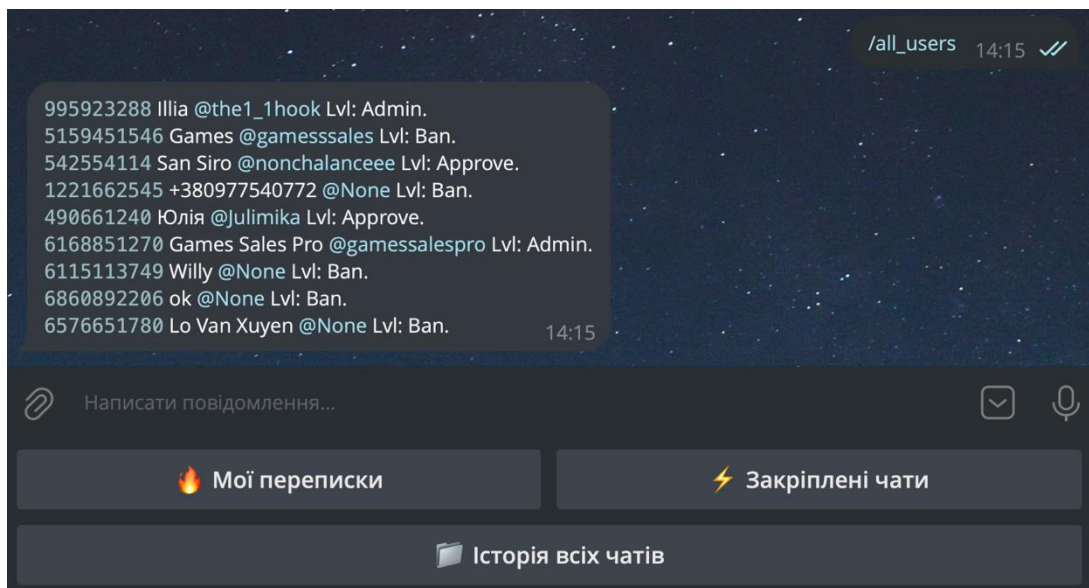 /all_users 14:15
995923288 Illia @the1_1hook Lvl: Admin.
5159451546 Games @gamesssales Lvl: Ban.
542554114 San Siro @nonchalanceee Lvl: Approve.
1221662545 +380977540772 @None Lvl: Ban.
490661240 Юлія @Julimika Lvl: Approve.
6168851270 Games Sales Pro @gamessalespro Lvl: Admin.
6115113749 Willy @None Lvl: Ban.
6860892206 ok @None Lvl: Ban.
6576651780 Lo Van Xuyen @None Lvl: Ban.
14:15
Написати повідомлення...
🔥 Мої переписки
⚡ Закріплені чати
📁 Історія всіх чатів